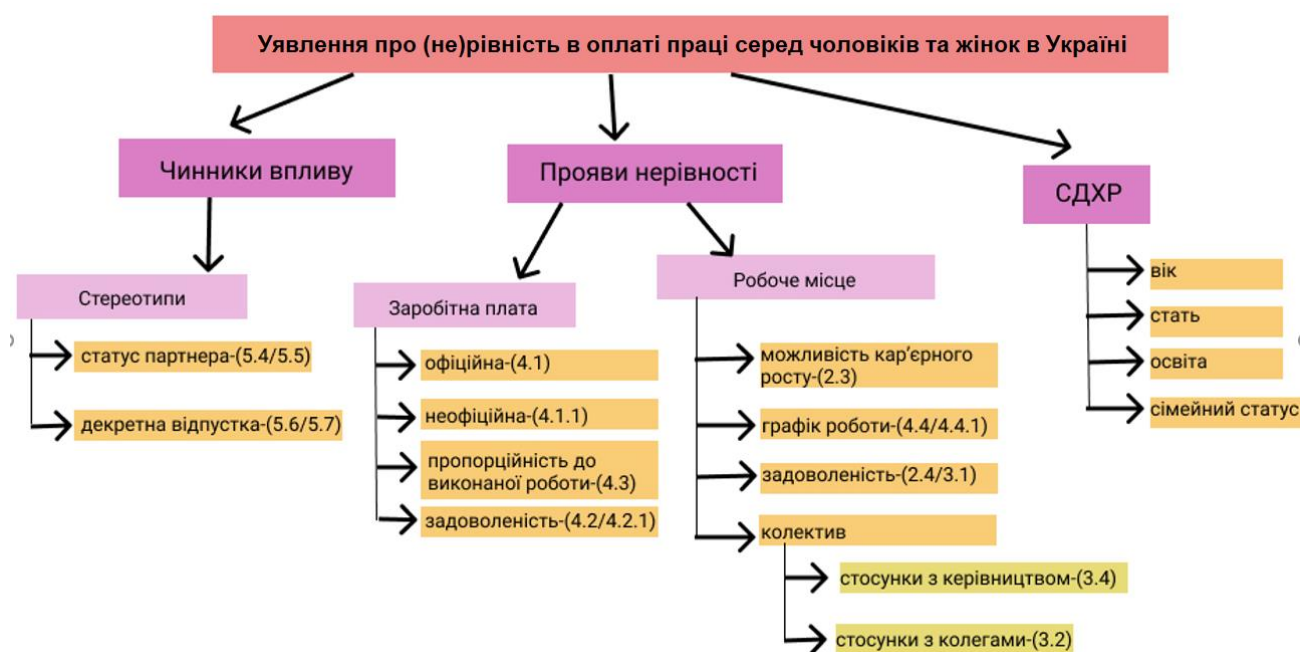 Уявлення про (не)рівність в оплаті праці серед чоловіків та жінок в Україні
Чинники впливу
Прояви нерівності
СДХР
Стереотипи
статус партнера-(5.4/5.5)
декретна відпустка-(5.6/5.7)
Заробітна плата
офіційна-(4.1)
неофіційна-(4.1.1)
пропорційність до
виконаної роботи-(4.3)
задоволеність-(4.2/4.2.1)
Робоче місце
можливість кар’єрного
росту-(2.3)
графік роботи-(4.4/4.4.1)
задоволеність-(2.4/3.1)
колектив
стосунки з керівництвом-(3.4)
стосунки з колегами-(3.2)
вік
стать
освіта
сімейний статус